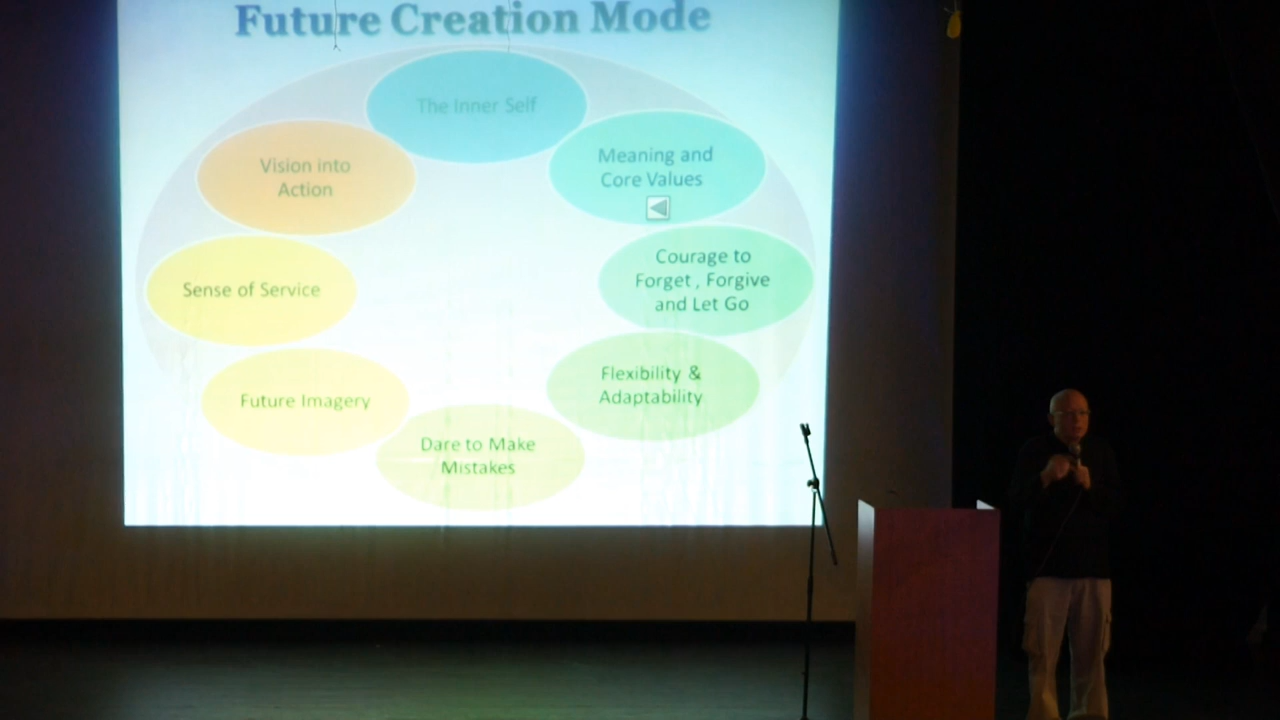 Future Creation Mode
The Inner Self
Meaning and
Core Values
Courage to
Forget , Forgive
and Let Go
Flexibility &
Adaptability
Dare to Make
Mistakes
Future Imagery
Sense of Service
Vision into
Action